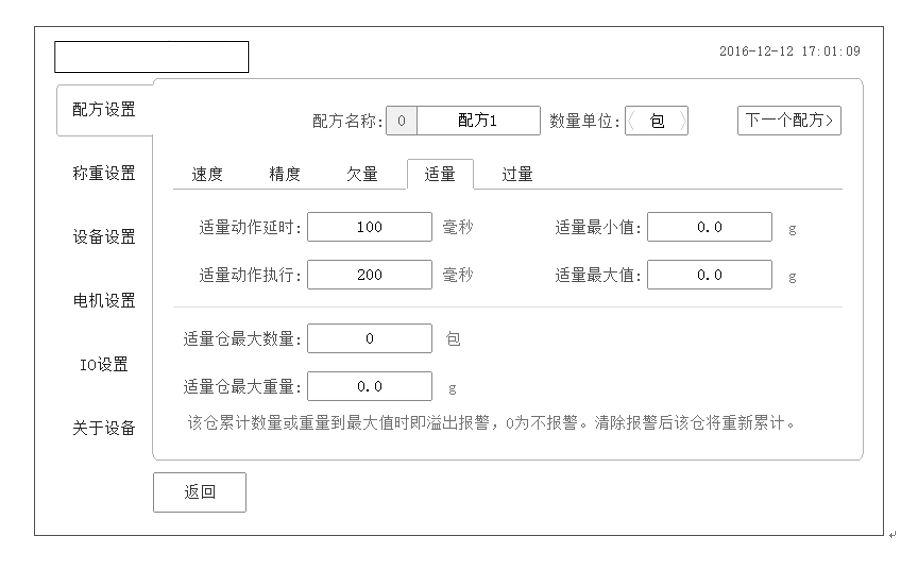 2016-12-12 17:01:09
配方设置
配方名称: 0 配方1 数量单位: 〈 包 〉 下一个配方>
称重设置
速度 精度 欠量 适量 过量
设备设置
适量动作延时: 100 毫秒 适量最小值: 0.0 g
适量动作执行: 200 毫秒 适量最大值: 0.0 g
电机设置
适量仓最大数量: 0 包
IO设置
适量仓最大重量: 0.0 g
该仓累计数量或重量到最大值时即溢出报警，0为不报警。清除报警后该仓将重新累计。
关于设备
返回